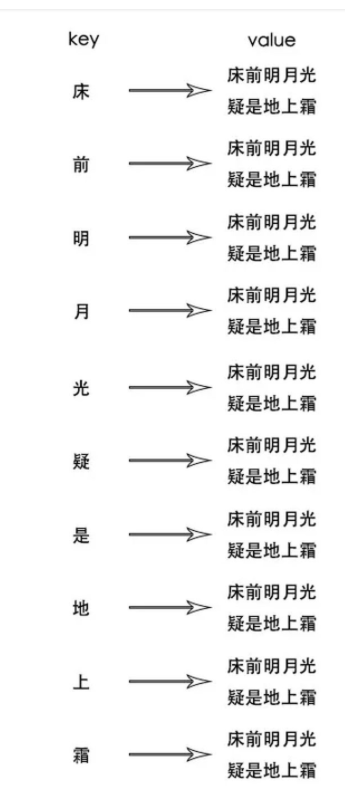 key value
床前明月光
床
疑是地上霜
床前明月光
前
疑是地上霜
床前明月光
明
疑是地上霜
床前明月光
月
疑是地上霜
床前明月光
光
疑是地上霜
床前明月光
疑
疑是地上霜
床前明月光
是
疑是地上霜
床前明月光
地
疑是地上霜
床前明月光
上
疑是地上霜
床前明月光
霜
疑是地上霜